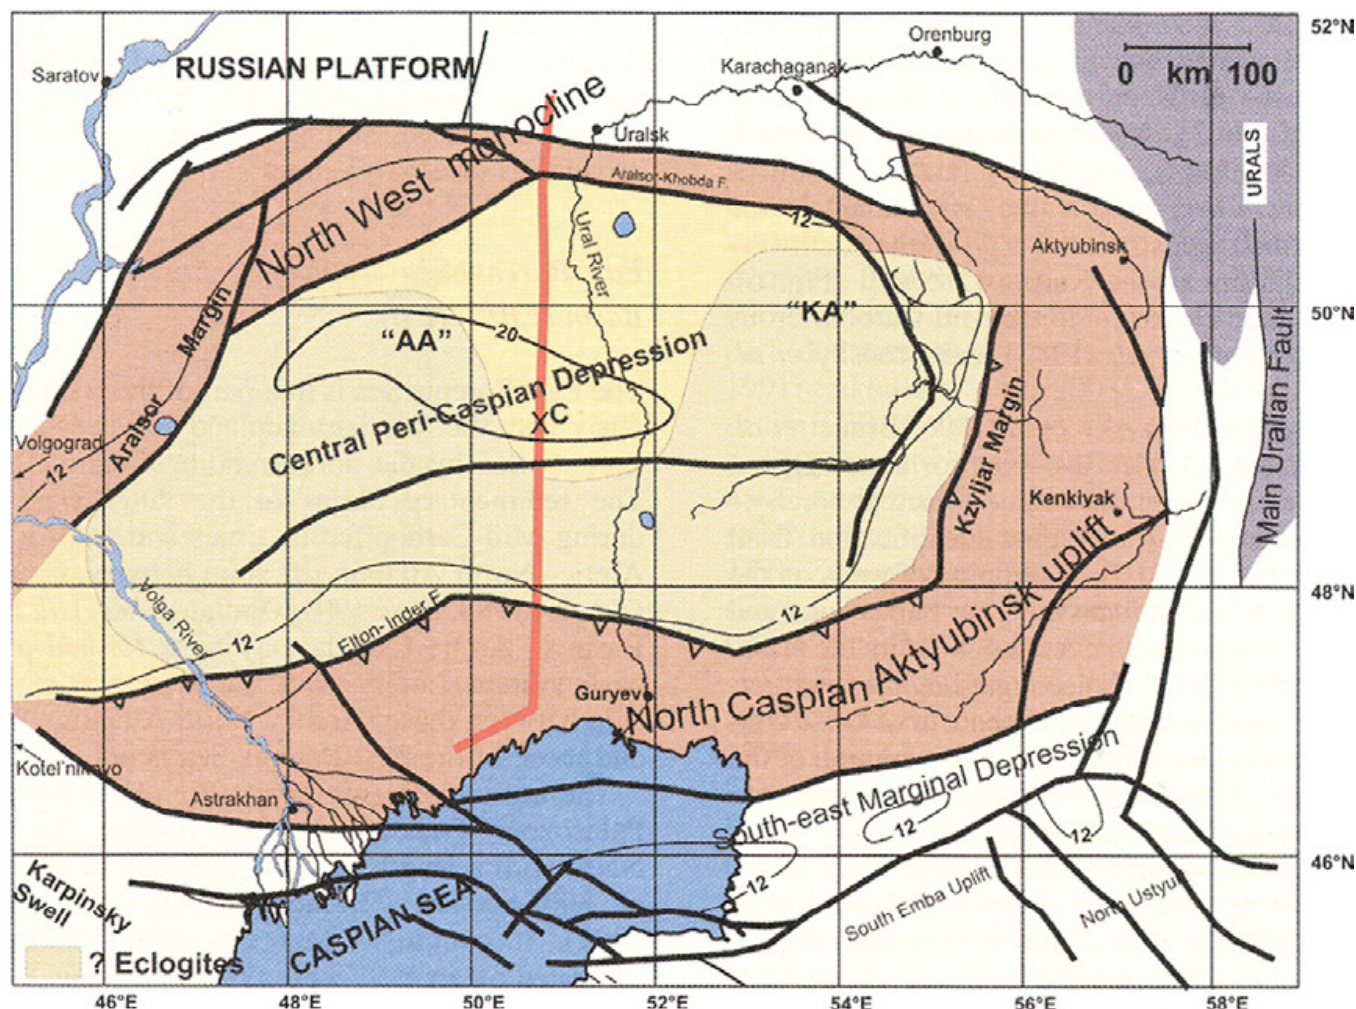 52°N
Orenburg
Saratov
RUSSIAN PLATFORM
Karachaganak
0 km 100
North West monocline
Uralsk
Aralsor-Khobda F.
URALS
12
Ural River
Aktyubinsk
50°N
Aralsor Margin
"AA"
20
"KA"
Central Peri-Caspian Depression
XC
Main Uralian Fault
Volgograd
12
Kzyljar Margin
Kenkiyak
48°N
Volga River
12
Elton-Inder F.
12
Guryev
North Caspian Aktyubinsk uplift
Kotel'nikovo
Astrakhan
South-east Marginal Depression
12
12
46°N
Karpinsky
Swell
CASPIAN SEA
12
South Emba Uplift
North Ustyu
? Eclogites
46°E 48°E 50°E 52°E 54°E 56°E 58°E